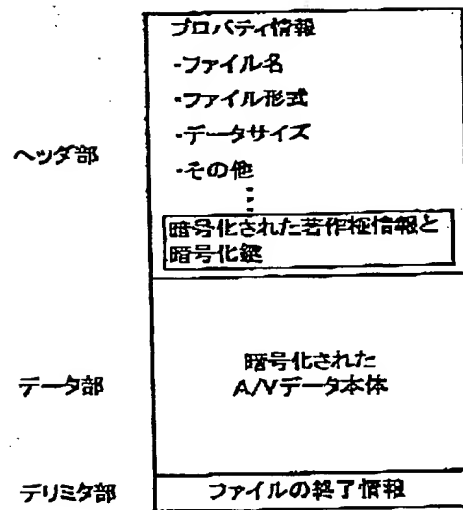 プロパティ情報
・ファイル名
・ファイル形式
・データサイズ
・その他
ヘッダ部
暗号化された著作権情報と
暗号化鍵
暗号化された
A/Vデータ本体
データ部
デリミタ部
ファイルの終了情報